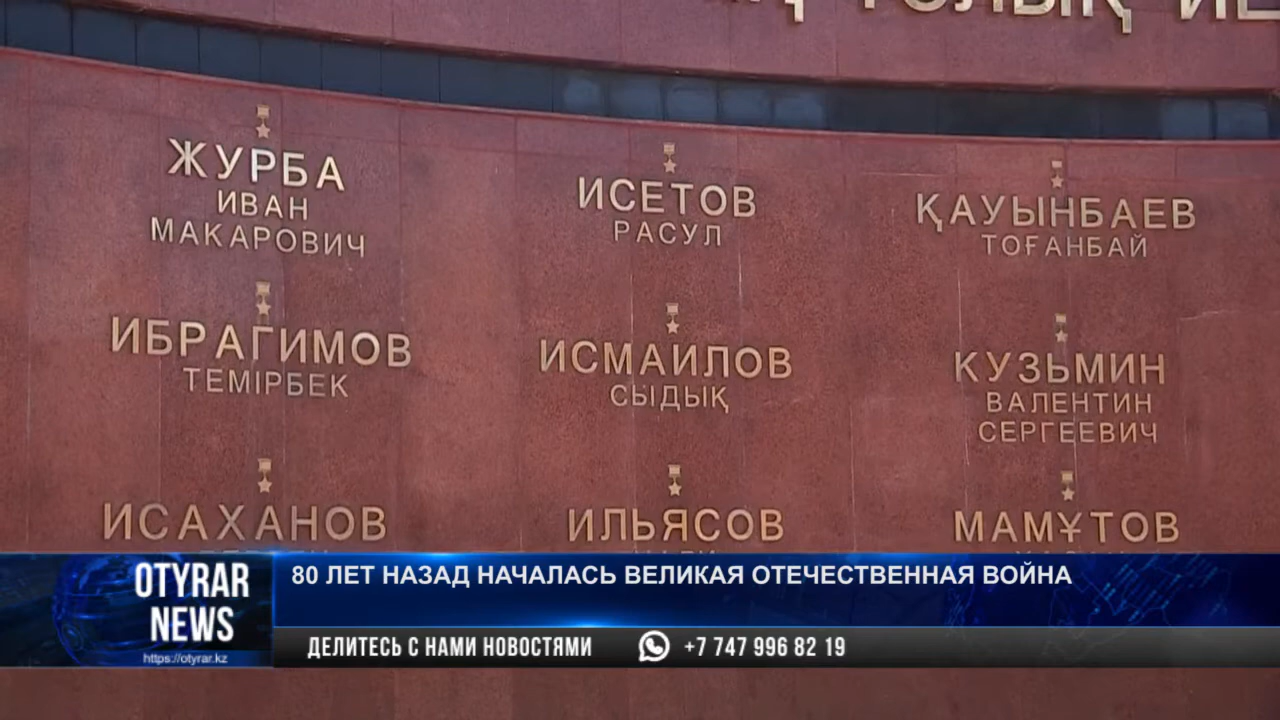 ТОЛЫҚ
ЖУРБА
ИВАН
МАКАРОВИЧ
ИСЕТОВ
РАСУЛ
ҚАУЫНБАЕВ
ТОҒАНБАЙ
ИБРАГИМОВ
ТЕМІРБЕК
ИСМАИЛОВ
СЫДЫҚ
КУЗЬМИН
ВАЛЕНТИН
СЕРГЕЕВИЧ
ИСАХАНОВ
ИЛЬЯСОВ
МАМҰТОВ
OTYRAR
NEWS
https://otyrar.kz
80 ЛЕТ НАЗАД НАЧАЛАСЬ ВЕЛИКАЯ ОТЕЧЕСТВЕННАЯ ВОЙНА
ДЕЛИТЕСЬ С НАМИ НОВОСТЯМИ
+7 747 996 82 19